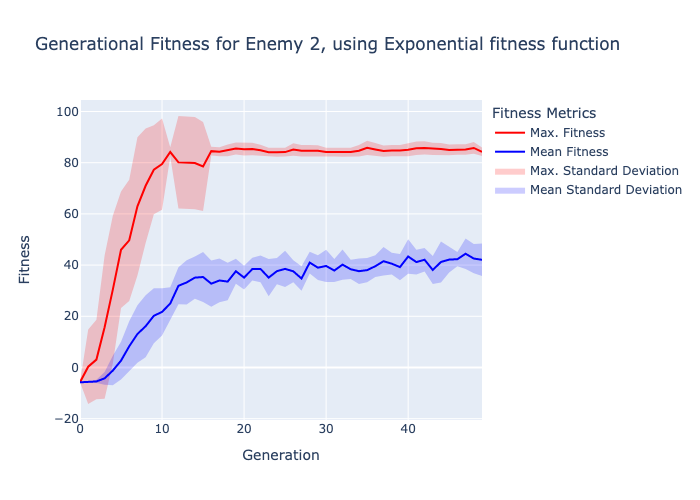 Generational Fitness for Enemy 2, using Exponential fitness function
Fitness Metrics
Max. Fitness
Mean Fitness
Max. Standard Deviation
Mean Standard Deviation
100
80
60
40
20
0
−20
Fitness
0 10 20 30 40
Generation